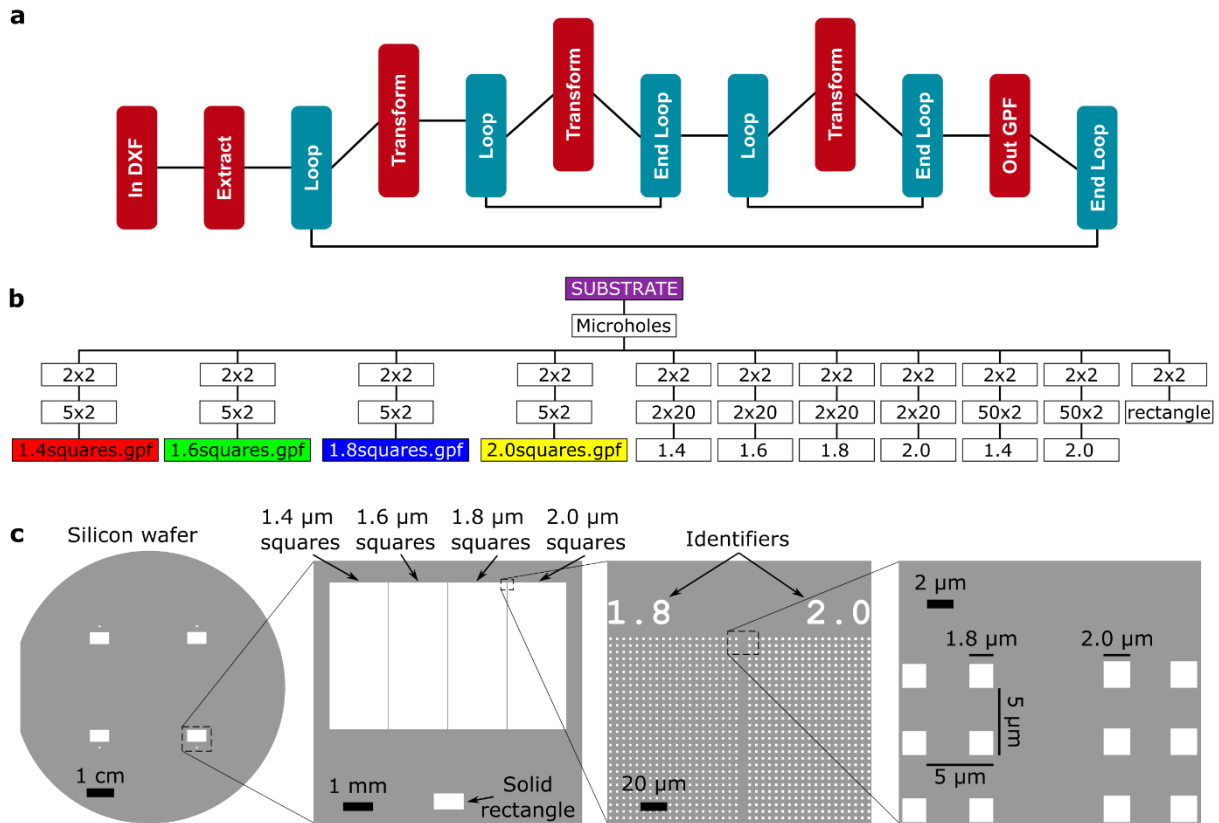 a
In DXF
Extract
Loop
Transform
Loop
Transform
End Loop
Loop
Transform
End Loop
Out GPF
End Loop
b
SUBSTRATE
Microholes
2x2 2x2 2x2 2x2 2x2 2x2 2x2 2x2 2x2 2x2 2x2
5x2 5x2 5x2 5x2 2x20 2x20 2x20 2x20 50x2 50x2 rectangle
1.4squares.gpf 1.6squares.gpf 1.8squares.gpf 2.0squares.gpf 1.4 1.6 1.8 2.0 1.4 2.0
c
Silicon wafer
1 cm
1.4 µm
squares
1.6 µm
squares
1.8 µm
squares
2.0 µm
squares
1 mm
Solid
rectangle
Identifiers
1.8 2.0
20 µm
2 µm
1.8 µm
2.0 µm
5 µm
5 µm